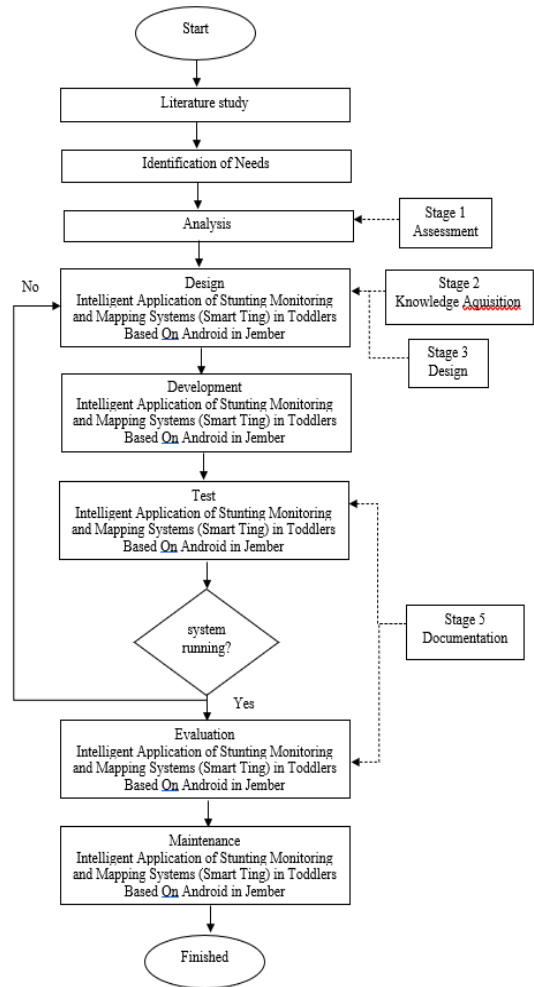 Start
Literature study
Identification of Needs
Analysis
Stage 1
Assessment
No
Design
Intelligent Application of Stunting Monitoring
and Mapping Systems (Smart Ting) in Toddlers
Based On Android in Jember
Stage 2
Knowledge Aquisition
Stage 3
Design
Development
Intelligent Application of Stunting Monitoring
and Mapping Systems (Smart Ting) in Toddlers
Based On Android in Jember
Test
Intelligent Application of Stunting Monitoring
and Mapping Systems (Smart Ting) in Toddlers
Based On Android in Jember
system
running?
Stage 5
Documentation
Yes
Evaluation
Intelligent Application of Stunting Monitoring
and Mapping Systems (Smart Ting) in Toddlers
Based On Android in Jember
Maintenance
Intelligent Application of Stunting Monitoring
and Mapping Systems (Smart Ting) in Toddlers
Based On Android in Jember
Finished